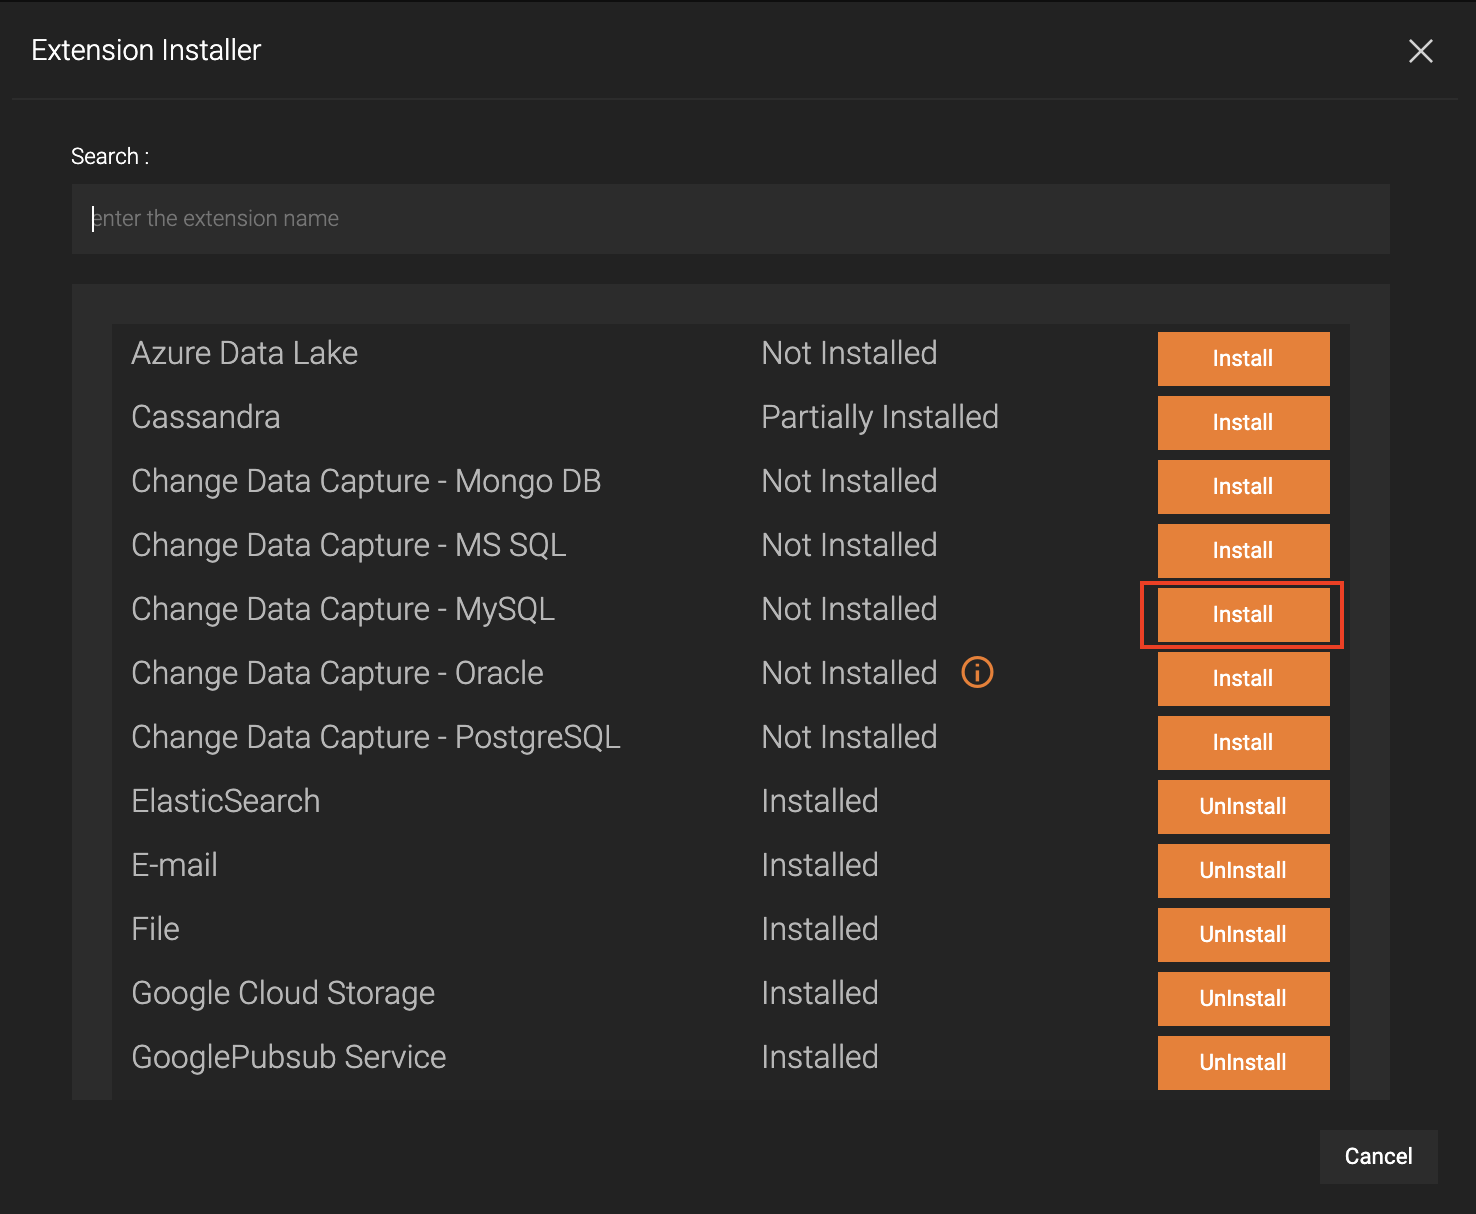 Extension Installer
Search :
enter the extension name
Azure Data Lake Not Installed Install
Cassandra Partially Installed Install
Change Data Capture - Mongo DB Not Installed Install
Change Data Capture - MS SQL Not Installed Install
Change Data Capture - MySQL Not Installed Install
Change Data Capture - Oracle Not Installed Install
Change Data Capture - PostgreSQL Not Installed Install
ElasticSearch Installed UnInstall
E-mail Installed UnInstall
File Installed UnInstall
Google Cloud Storage Installed UnInstall
GooglePubsub Service Installed UnInstall
Cancel